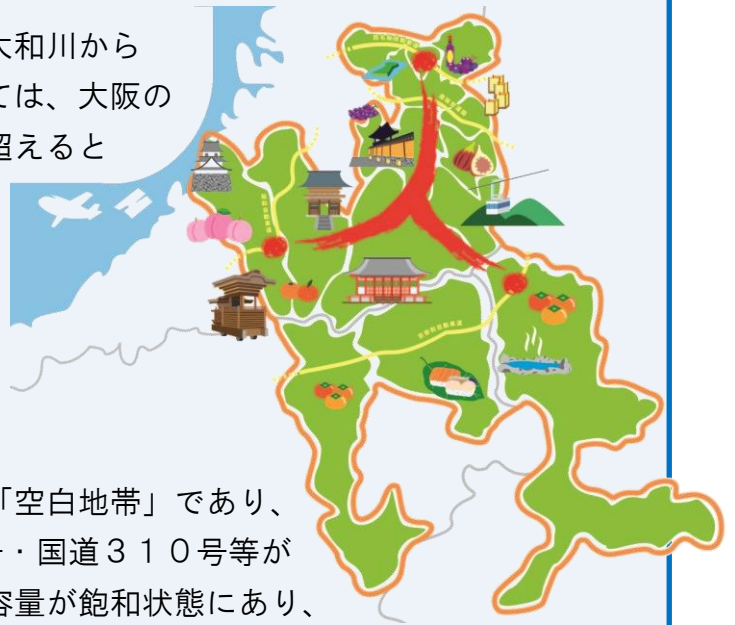 大和川から
ては、大阪の
超えると
「空白地帯」であり、
・国道３１０号等が
容量が飽和状態にあり、